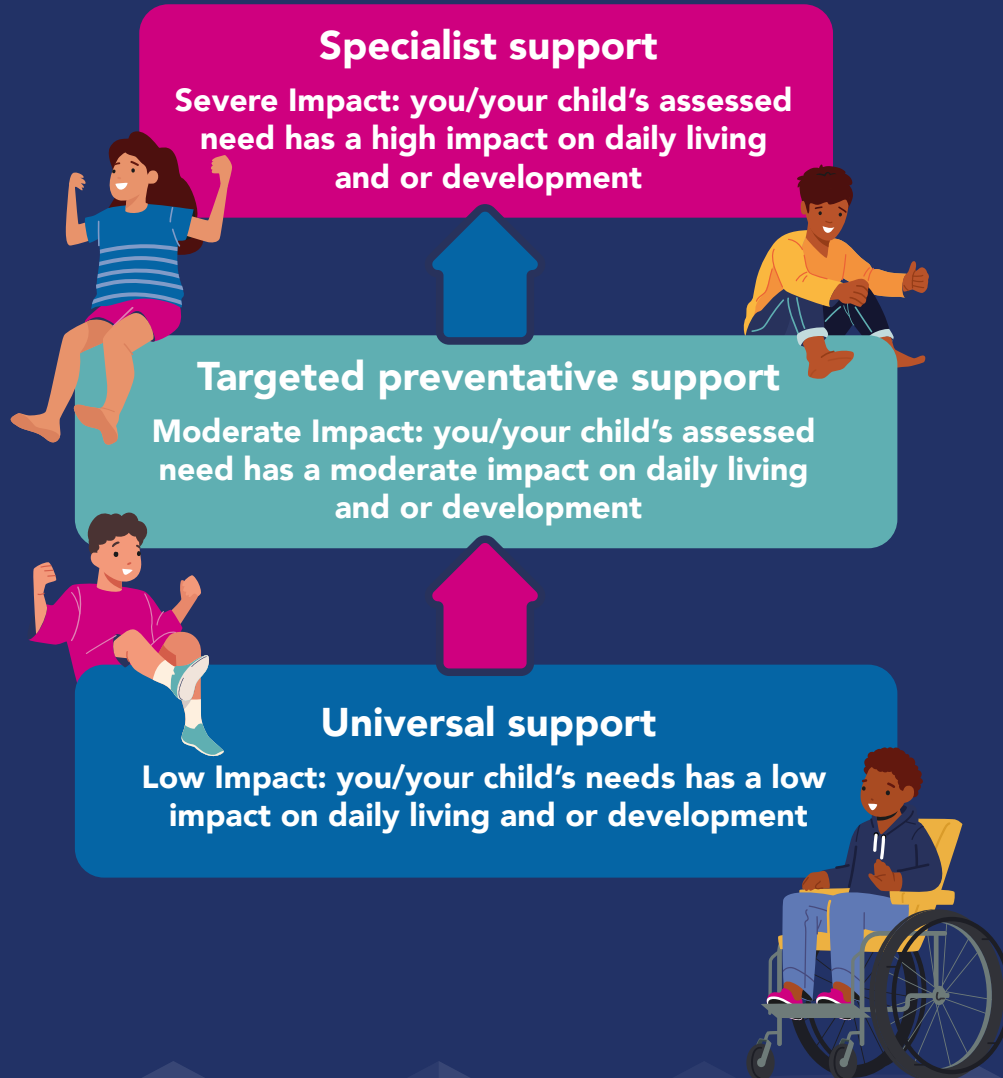 Specialist support
Severe Impact: you/your child’s assessed
need has a high impact on daily living
and or development
Targeted preventative support
Moderate Impact: you/your child’s assessed
need has a moderate impact on daily living
and or development
Universal support
Low Impact: you/your child’s needs has a low
impact on daily living and or development